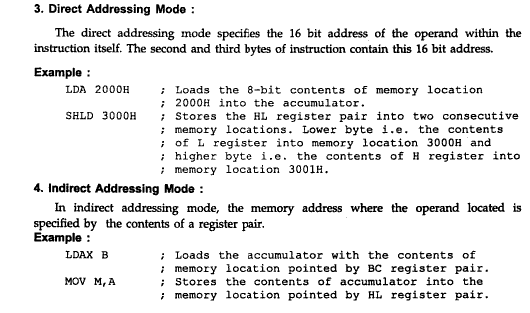 3. Direct Addressing Mode :
The direct addressing mode specifies the 16 bit address of the operand within the
instruction itself. The second and third bytes of instruction contain this 16 bit address.
Example :
LDA 2000H ; Loads the 8-bit contents of memory location
; 2000H into the accumulator.
SHLD 3000H ; Stores the HL register pair into two consecutive
; memory locations. Lower byte i.e. the contents
; of L register into memory location 3000H and
; higher byte i.e. the contents of H register into
; memory location 3001H.
4. Indirect Addressing Mode :
In indirect addressing mode, the memory address where the operand located is
specified by the contents of a register pair.
Example :
LDAX B ; Loads the accumulator with the contents of
; memory location pointed by BC register pair.
MOV M,A ; Stores the contents of accumulator into the
; memory location pointed by HL register pair.